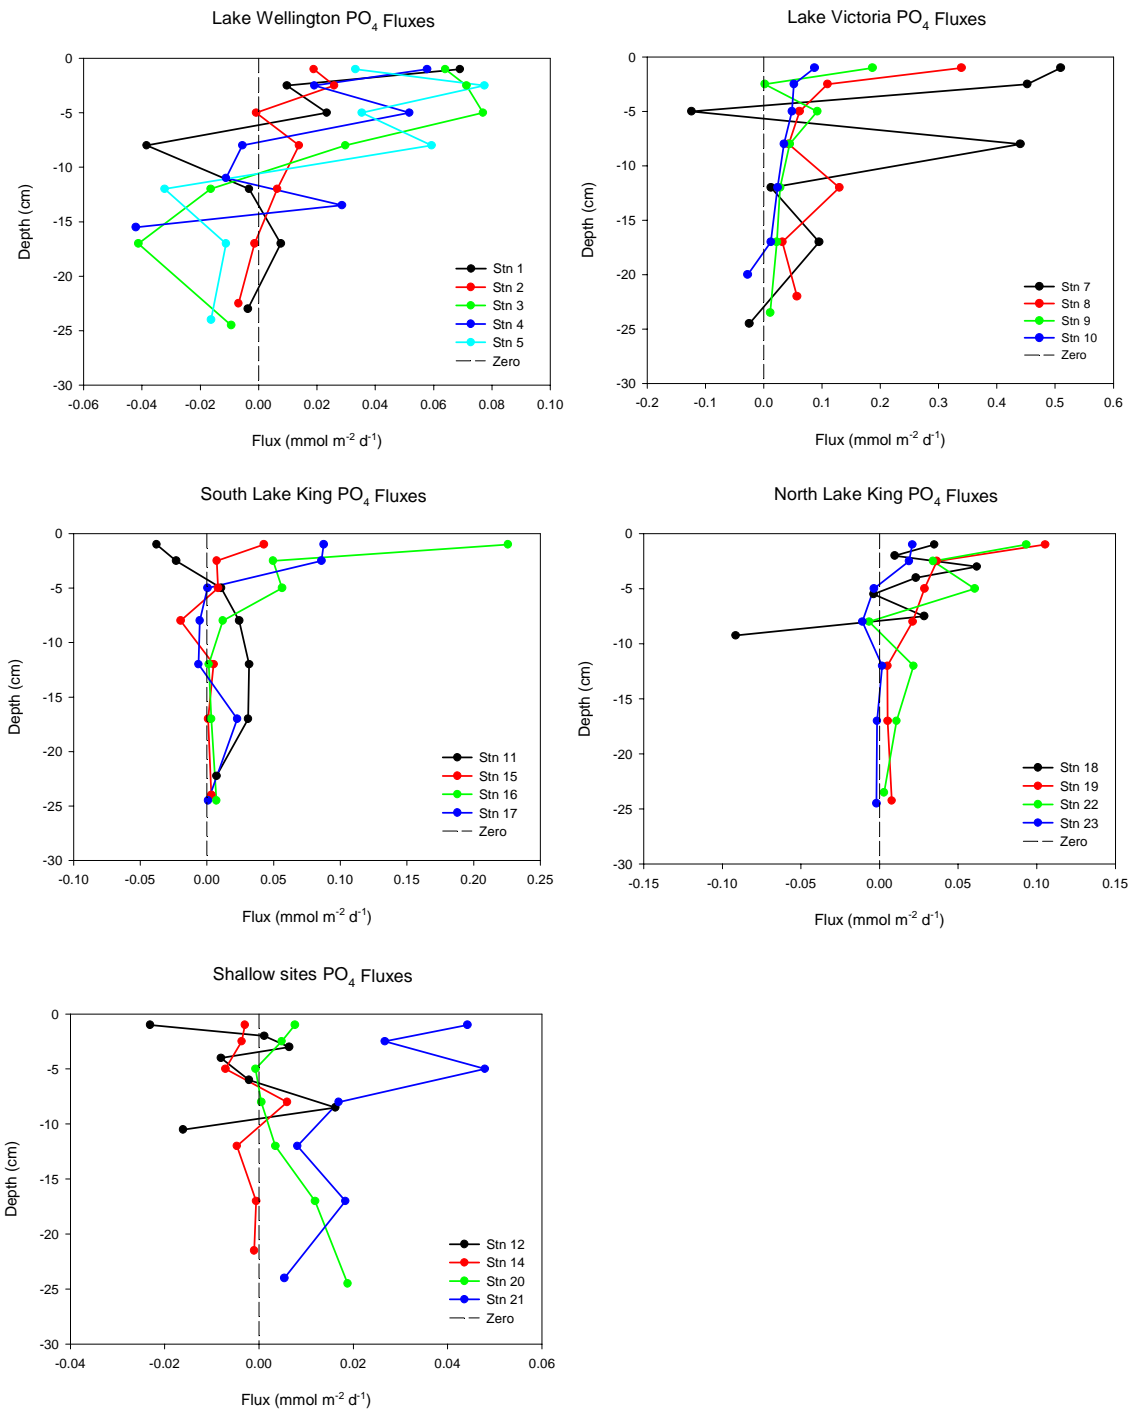 Lake Wellington PO4 Fluxes
0
-5
-10
-15
-20
-25
-30
Depth (cm)
-0.06 -0.04 -0.02 0.00 0.02 0.04 0.06 0.08 0.10
Flux (mmol m-2 d-1)
Stn 1
Stn 2
Stn 3
Stn 4
Stn 5
Zero
Lake Victoria PO4 Fluxes
0
-5
-10
-15
-20
-25
-30
Depth (cm)
-0.2 -0.1 0.0 0.1 0.2 0.3 0.4 0.5 0.6
Flux (mmol m-2 d-1)
Stn 7
Stn 8
Stn 9
Stn 10
Zero
South Lake King PO4 Fluxes
0
-5
-10
-15
-20
-25
-30
Depth (cm)
-0.10 -0.05 0.00 0.05 0.10 0.15 0.20 0.25
Flux (mmol m-2 d-1)
Stn 11
Stn 15
Stn 16
Stn 17
Zero
North Lake King PO4 Fluxes
0
-5
-10
-15
-20
-25
-30
Depth (cm)
-0.15 -0.10 -0.05 0.00 0.05 0.10 0.15
Flux (mmol m-2 d-1)
Stn 18
Stn 19
Stn 22
Stn 23
Zero
Shallow sites PO4 Fluxes
0
-5
-10
-15
-20
-25
-30
Depth (cm)
-0.04 -0.02 0.00 0.02 0.04 0.06
Flux (mmol m-2 d-1)
Stn 12
Stn 14
Stn 20
Stn 21
Zero